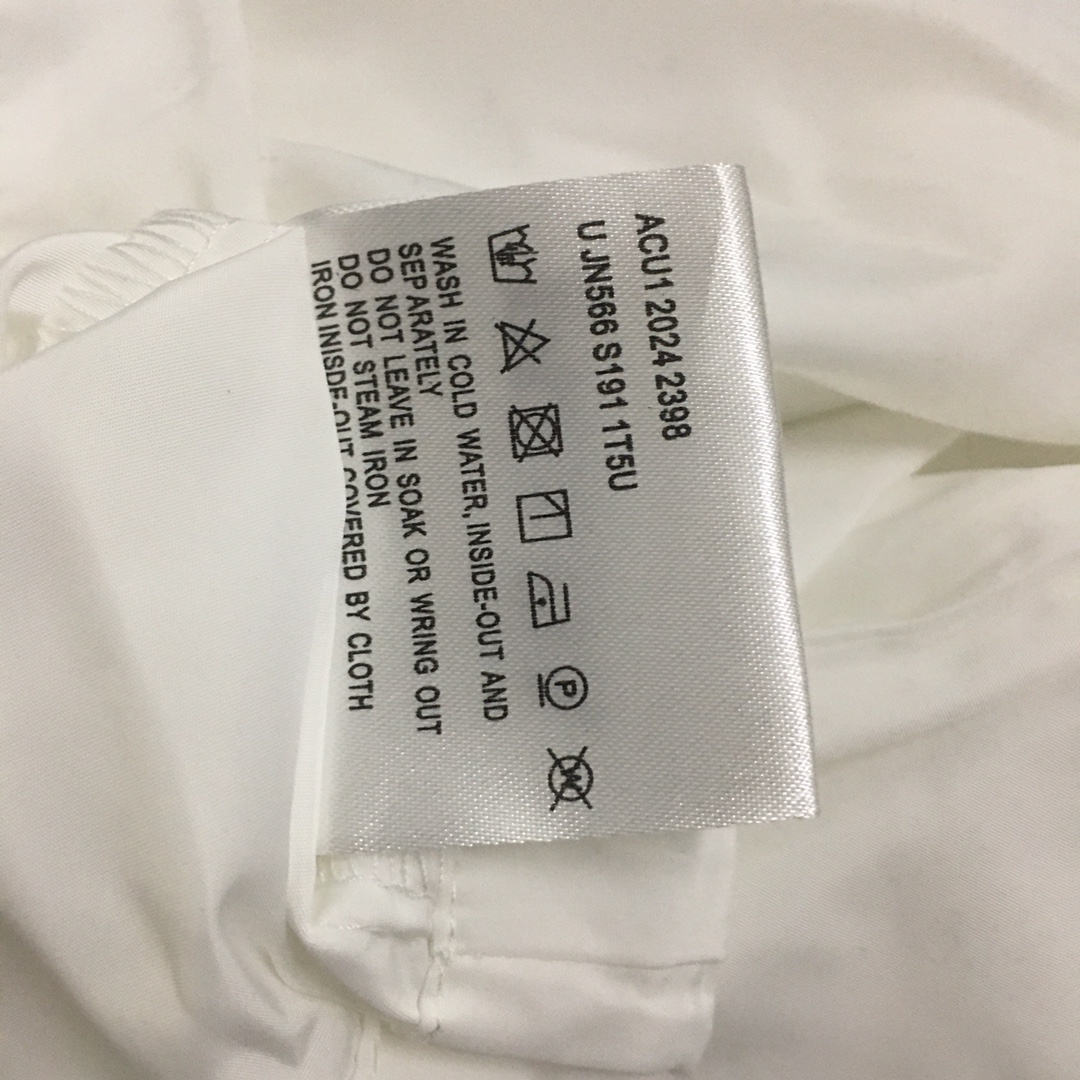 ACU1 2024 2398
U JN566 S191 1T5U
P
W
WASH IN COLD WATER, INSIDE-OUT AND
SEPARATELY
DO NOT LEAVE IN SOAK OR WRING OUT
DO NOT STEAM IRON
IRON INISDE-OUT COVERED BY CLOTH